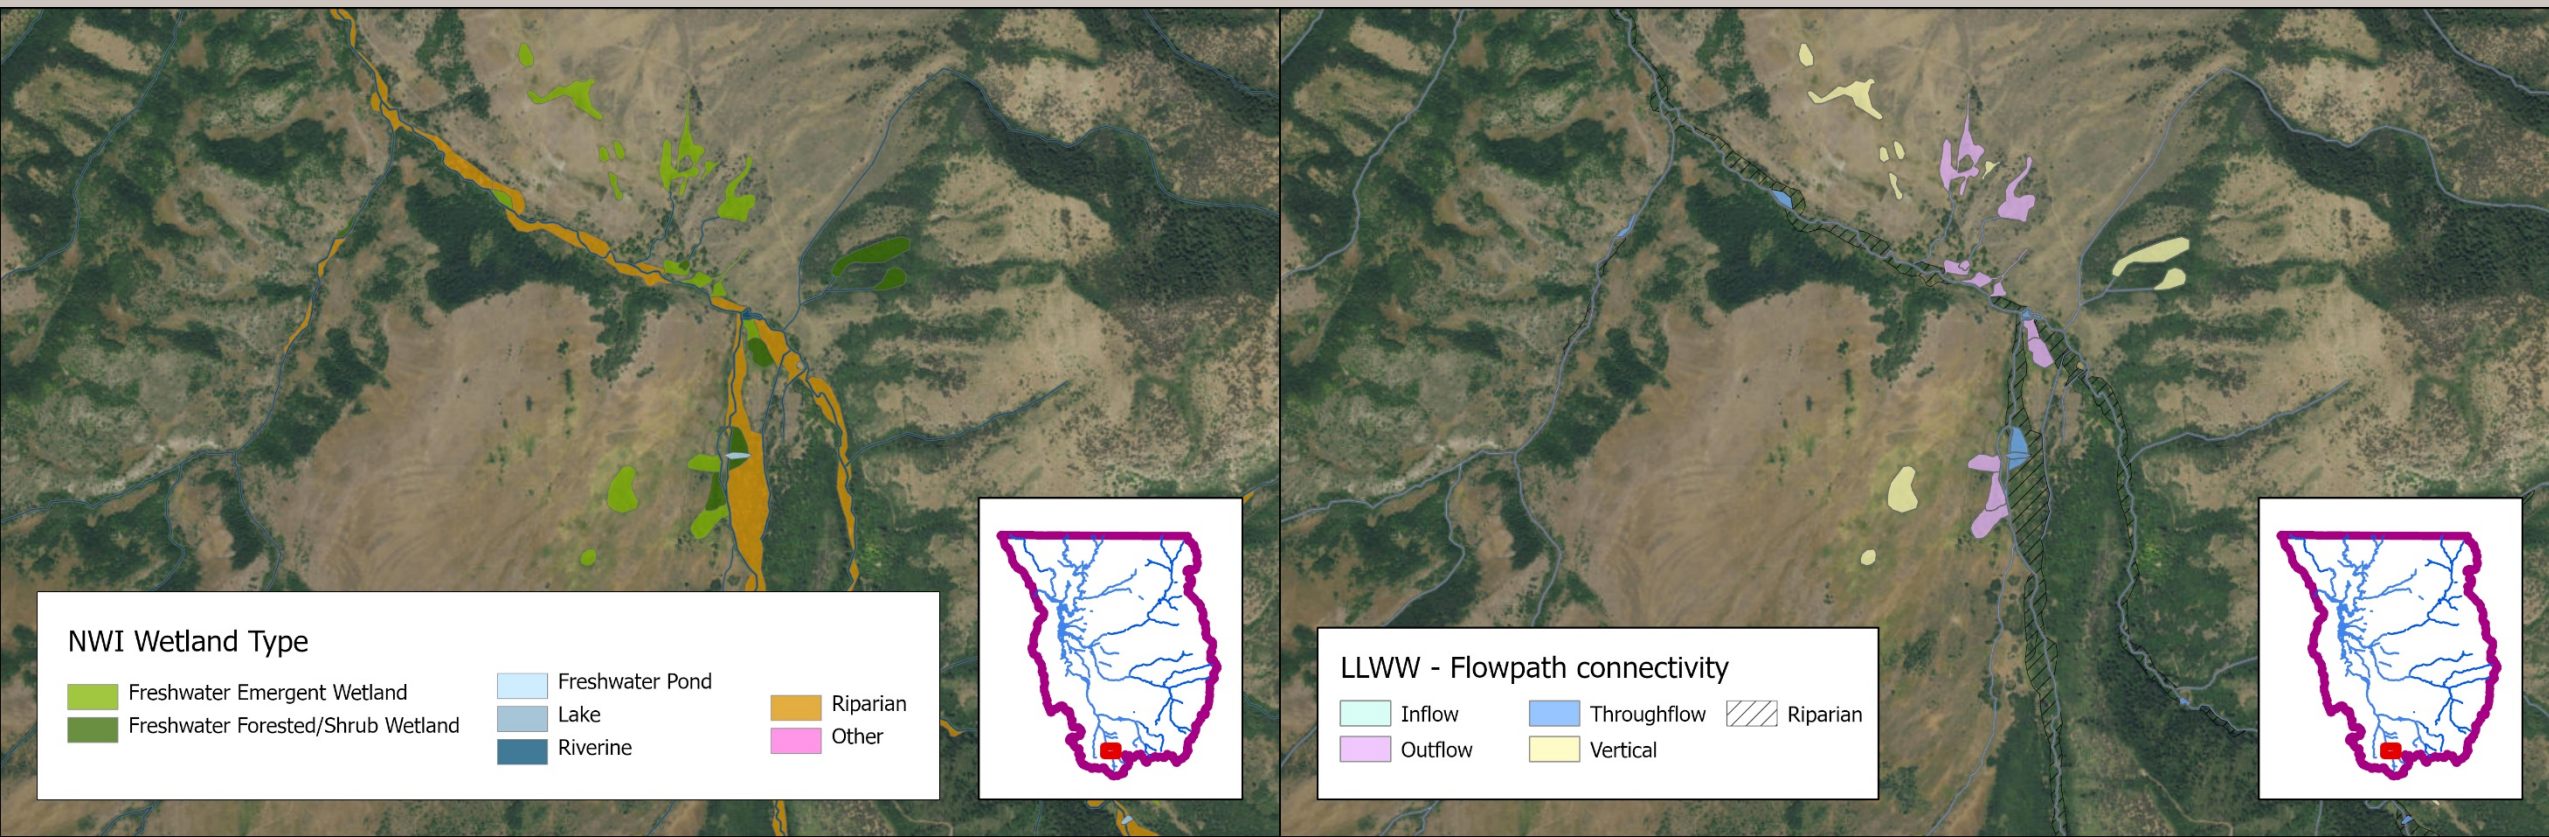 NWI Wetland Type
Freshwater Emergent Wetland
Freshwater Forested/Shrub Wetland
Freshwater Pond
Lake
Riverine
Riparian
Other
LLWW - Flowpath connectivity
Inflow
Outflow
Throughflow
Vertical
Riparian